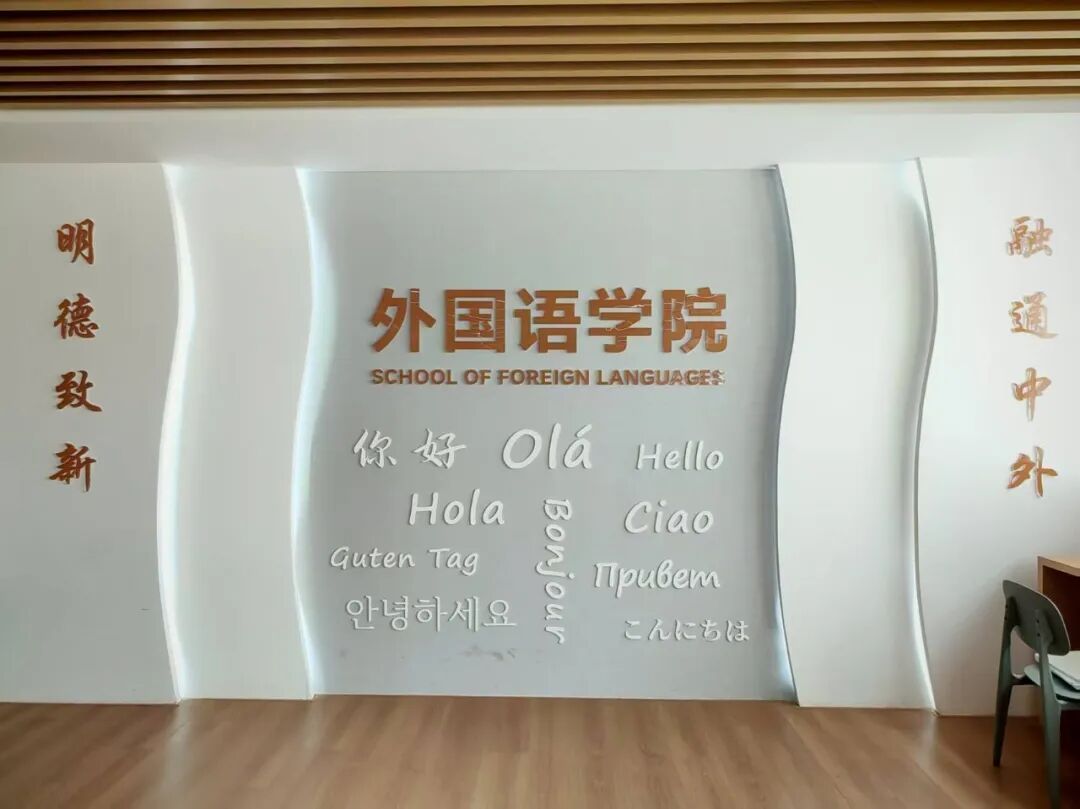 明德致新
外国语学院
SCHOOL OF FOREIGN LANGUAGES
你好 Olá Hello
Hola Bonjour Ciao
Guten Tag Привет
안녕하세요 こんにちは
融通中外